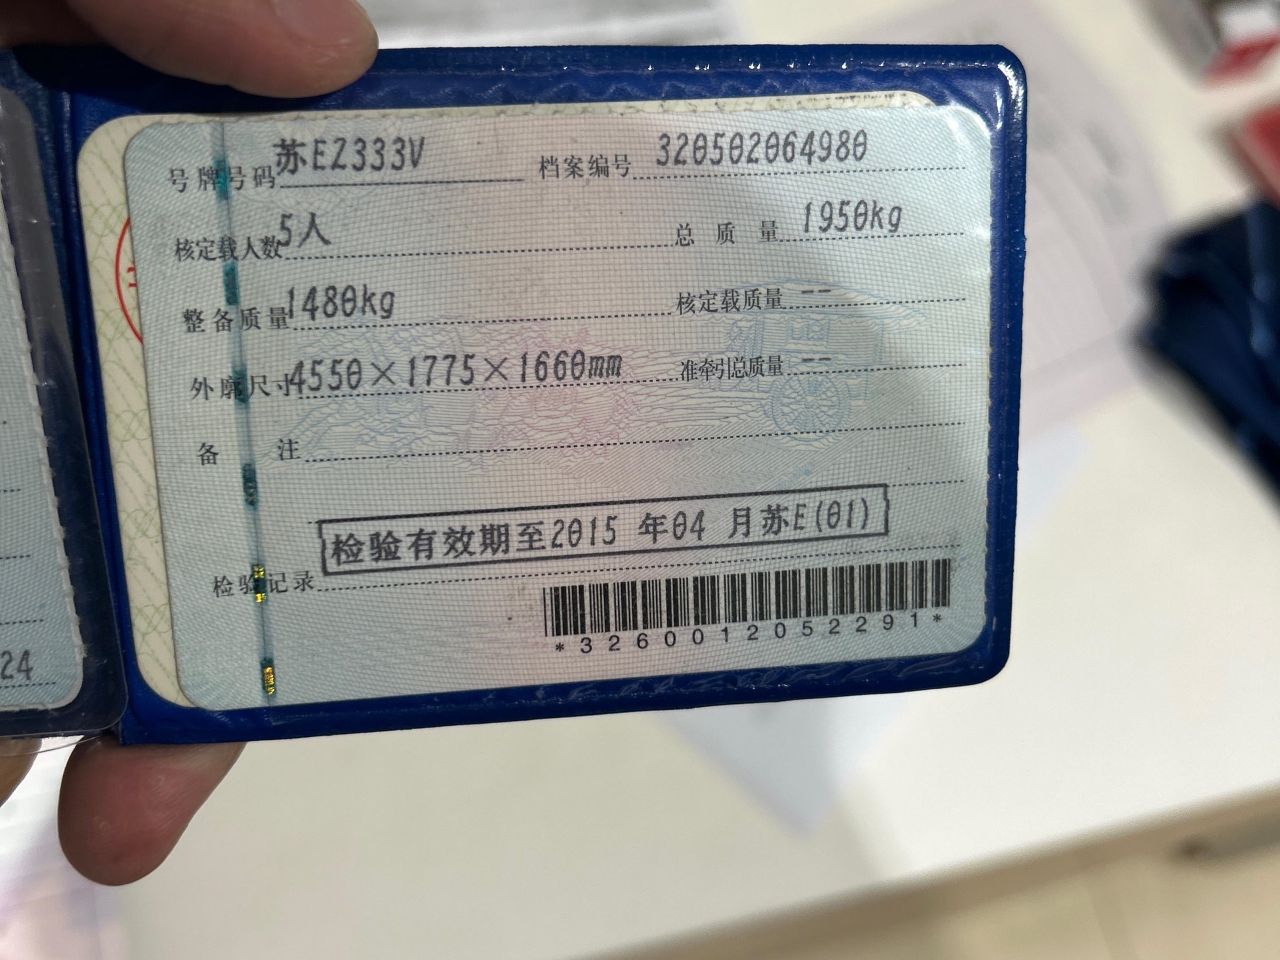 号牌号码 苏EZ333V 档案编号 320502064980
核定载人数 5人 总质量 1950kg
整备质量 1480kg 核定载质量 --
外廓尺寸 4550×1775×1660mm 准牵引总质量 --
备注
检验有效期至2015 年04 月苏E(01)
检验记录
*3260012052291*
24